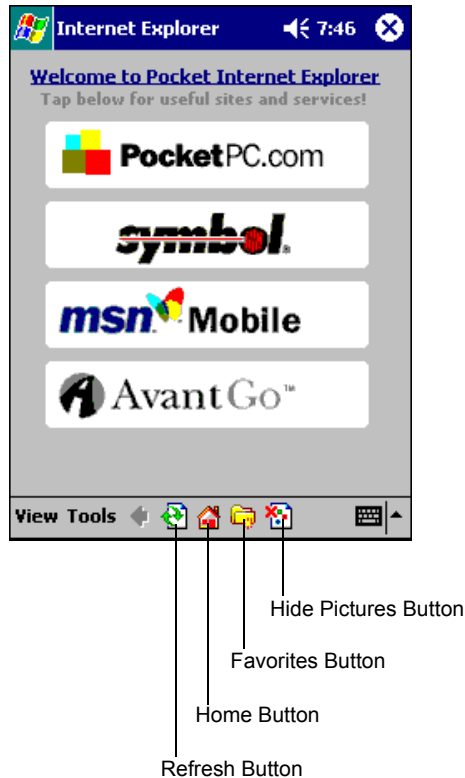 Internet Explorer 7:46
Welcome to Pocket Internet Explorer
Tap below for useful sites and services!
PocketPC.com
symbol®
msn Mobile
AvantGo™
View Tools
Hide Pictures Button
Favorites Button
Home Button
Refresh Button